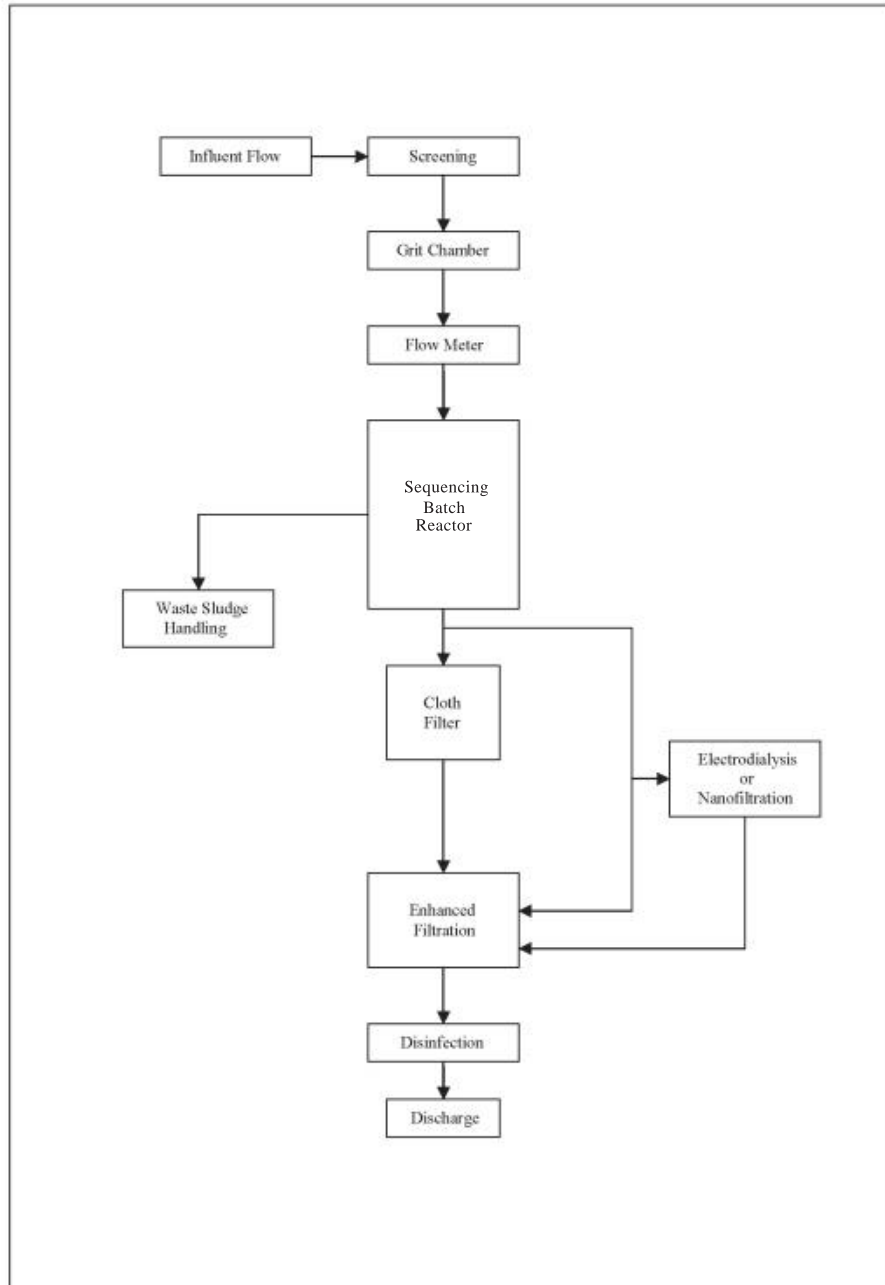 Influent Flow
Screening
Grit Chamber
Flow Meter
Sequencing
Batch
Reactor
Waste Sludge
Handling
Cloth
Filter
Electrodialysis
or
Nanofiltration
Enhanced
Filtration
Disinfection
Discharge